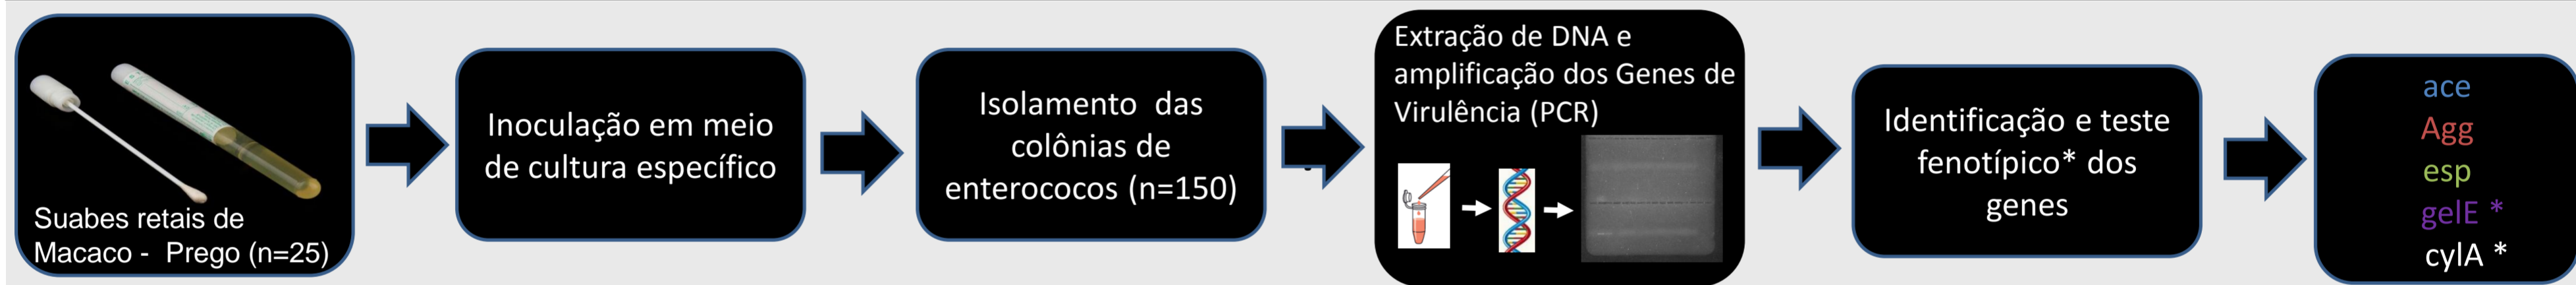 Suabes retais de
Macaco - Prego (n=25)
Inoculação em meio
de cultura específico
Isolamento das
colônias de
enterococos (n=150)
Extração de DNA e
amplificação dos Genes de
Virulência (PCR)
Identificação e teste
fenotípico* dos
genes
ace
Agg
esp
gelE *
cylA *